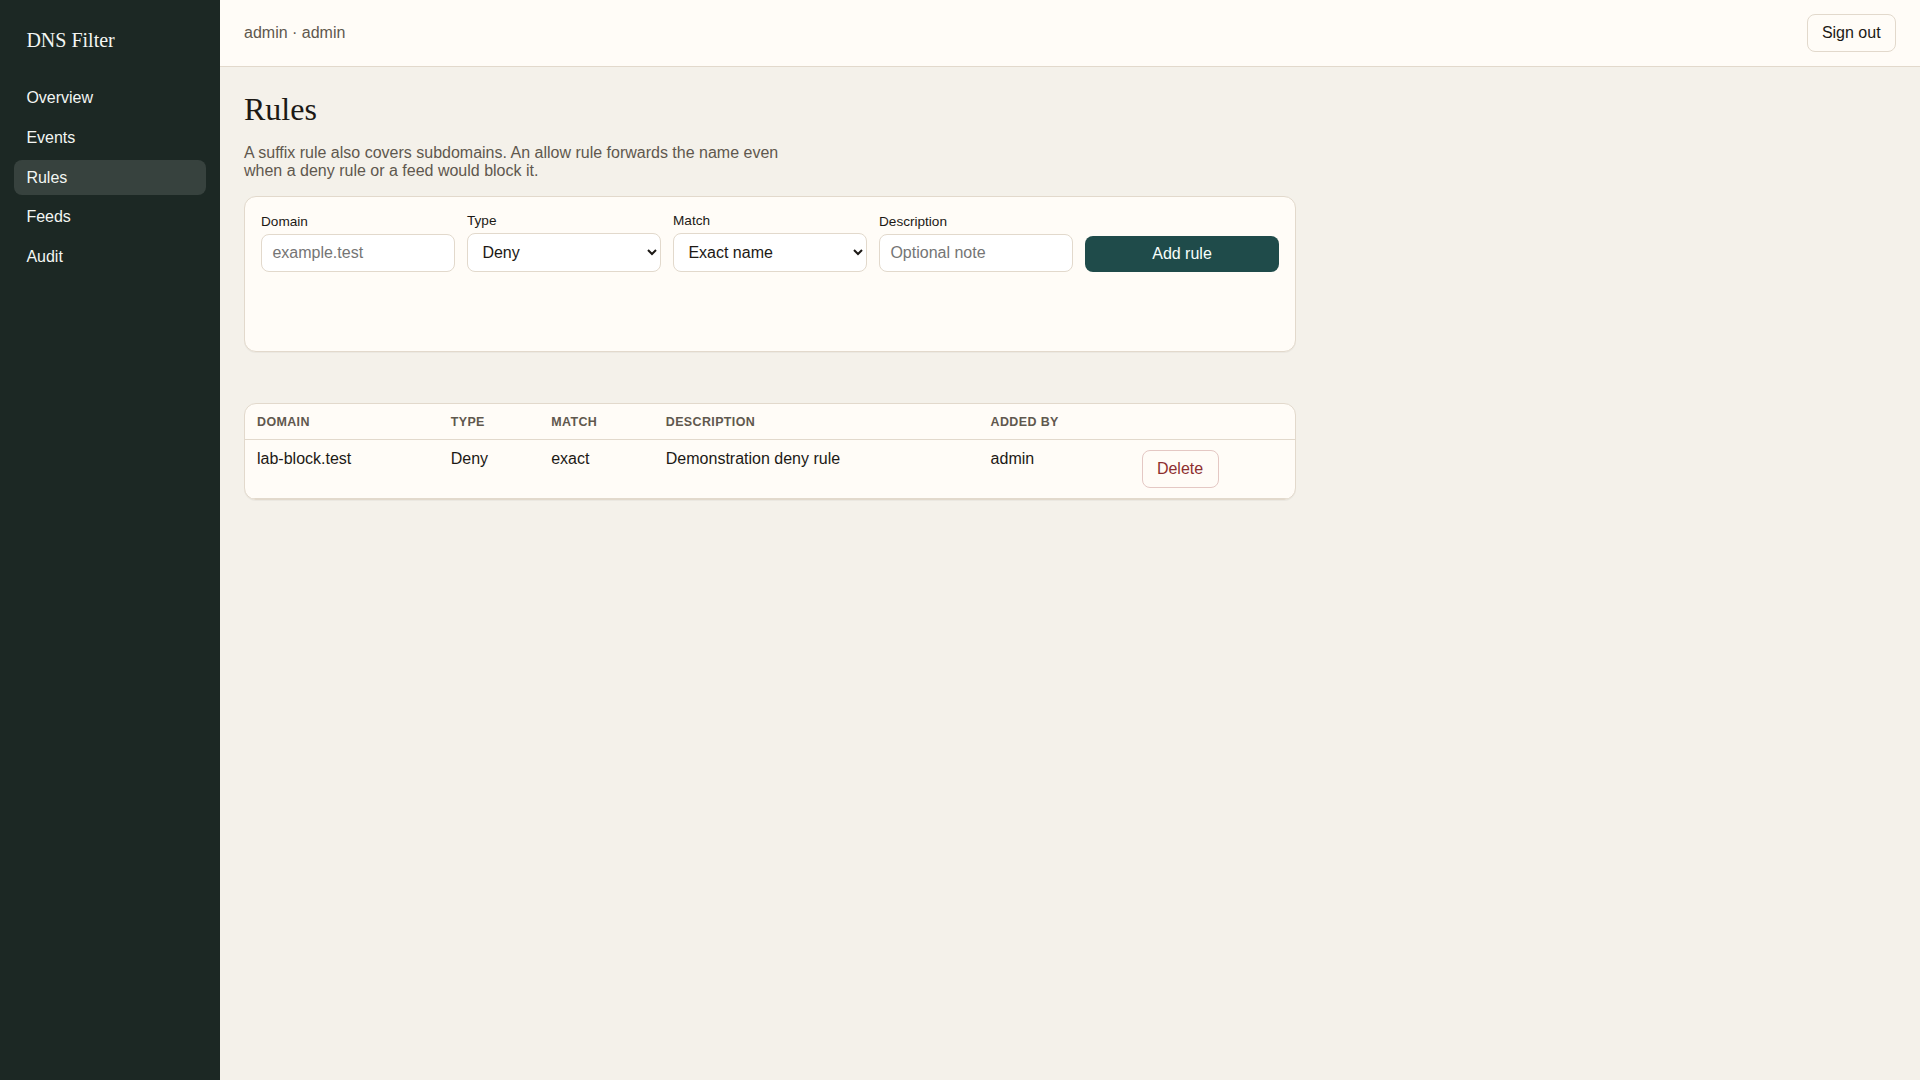 DNS Filter
Overview
Events
Rules
Feeds
Audit
admin · admin
Sign out
Rules
A suffix rule also covers subdomains. An allow rule forwards the name even
when a deny rule or a feed would block it.
Domain
Type
Match
Description
example.test
Deny
Exact name
Optional note
Add rule
DOMAIN TYPE MATCH DESCRIPTION ADDED BY
lab-block.test Deny exact Demonstration deny rule admin Delete